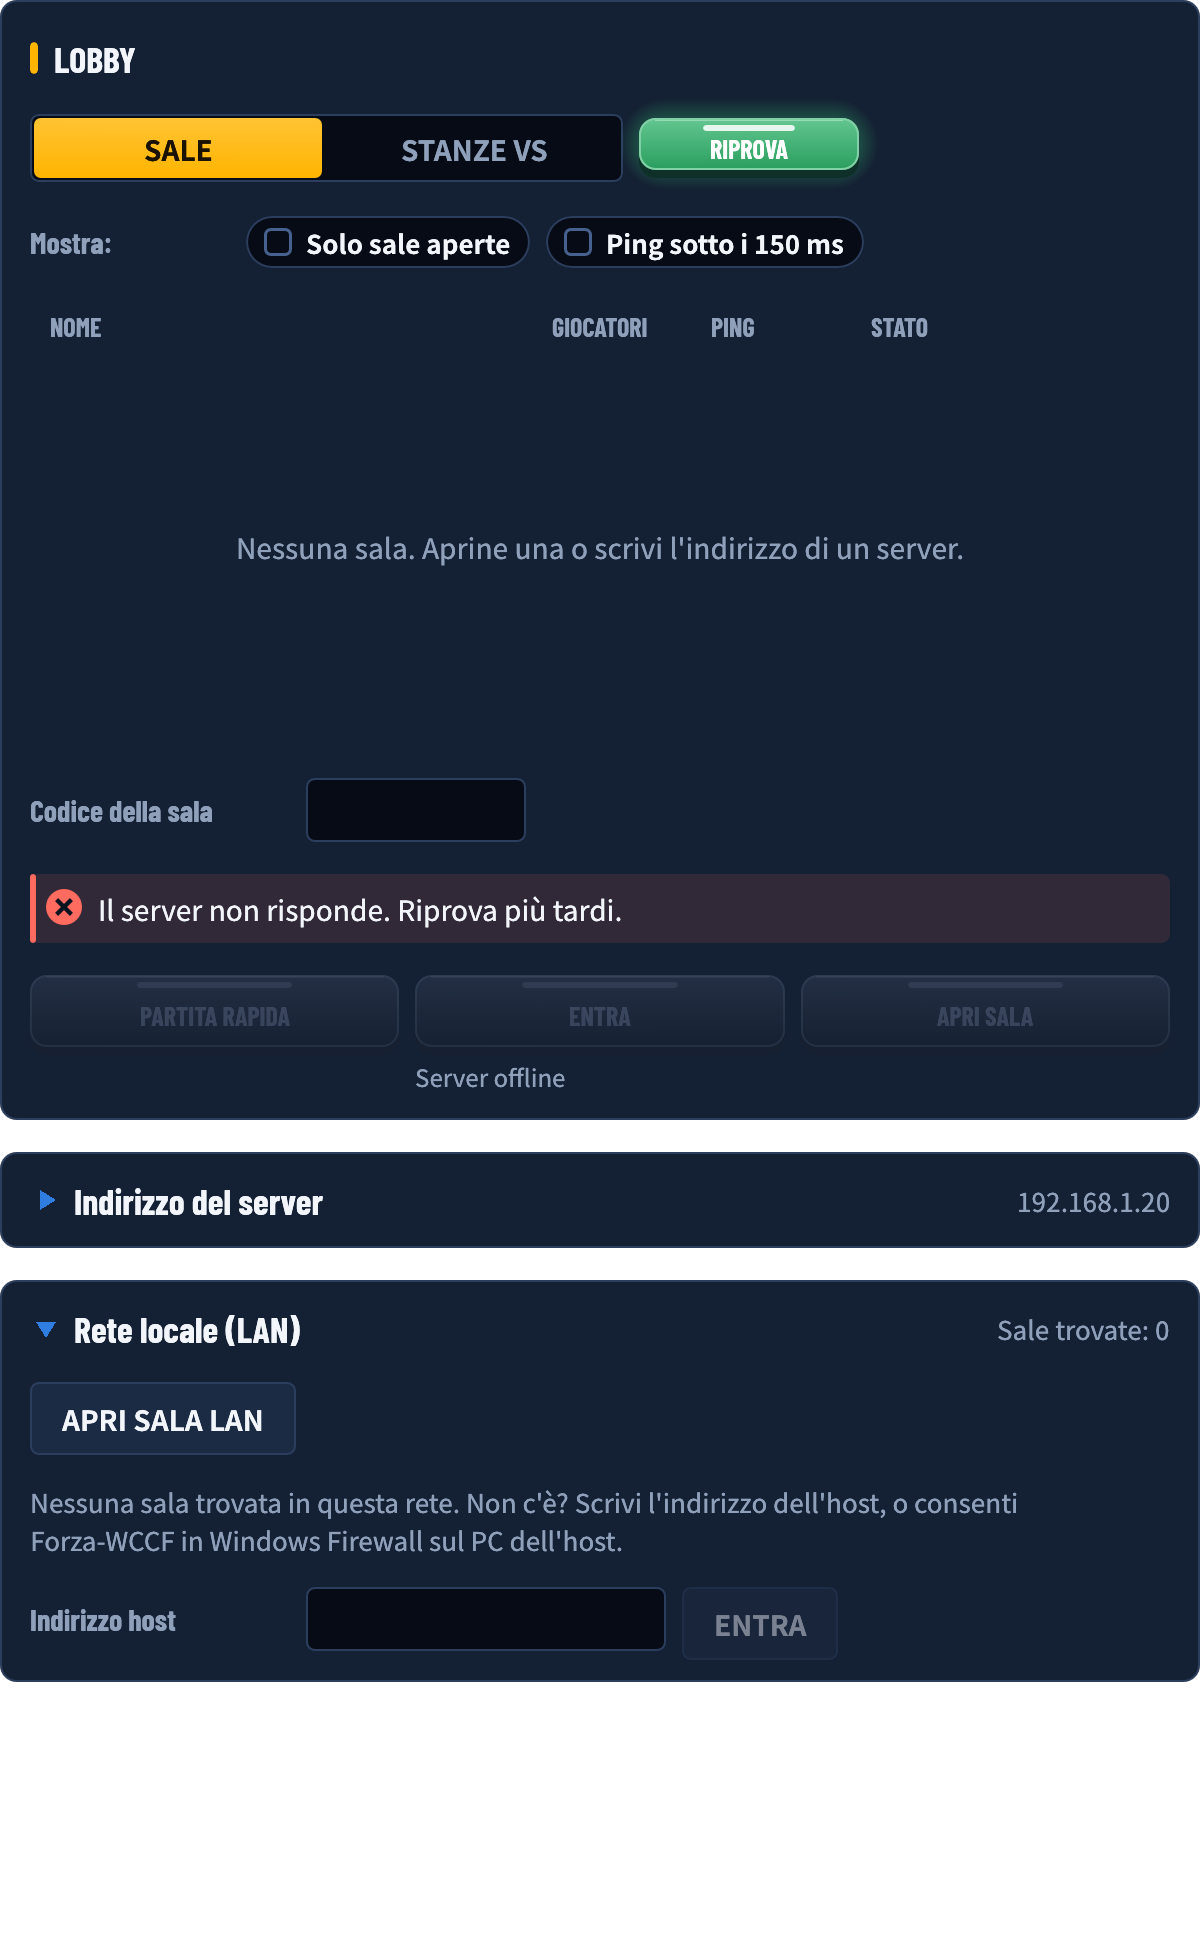 LOBBY
SALE
STANZE VS
RIPROVA
Mostra:
Solo sale aperte
Ping sotto i 150 ms
NOME
GIOCATORI
PING
STATO
Nessuna sala. Aprine una o scrivi l'indirizzo di un server.
Codice della sala
Il server non risponde. Riprova più tardi.
PARTITA RAPIDA
ENTRA
APRI SALA
Server offline
Indirizzo del server
192.168.1.20
Rete locale (LAN)
Sale trovate: 0
APRI SALA LAN
Nessuna sala trovata in questa rete. Non c'è? Scrivi l'indirizzo dell'host, o consenti
Forza-WCCF in Windows Firewall sul PC dell'host.
Indirizzo host
ENTRA